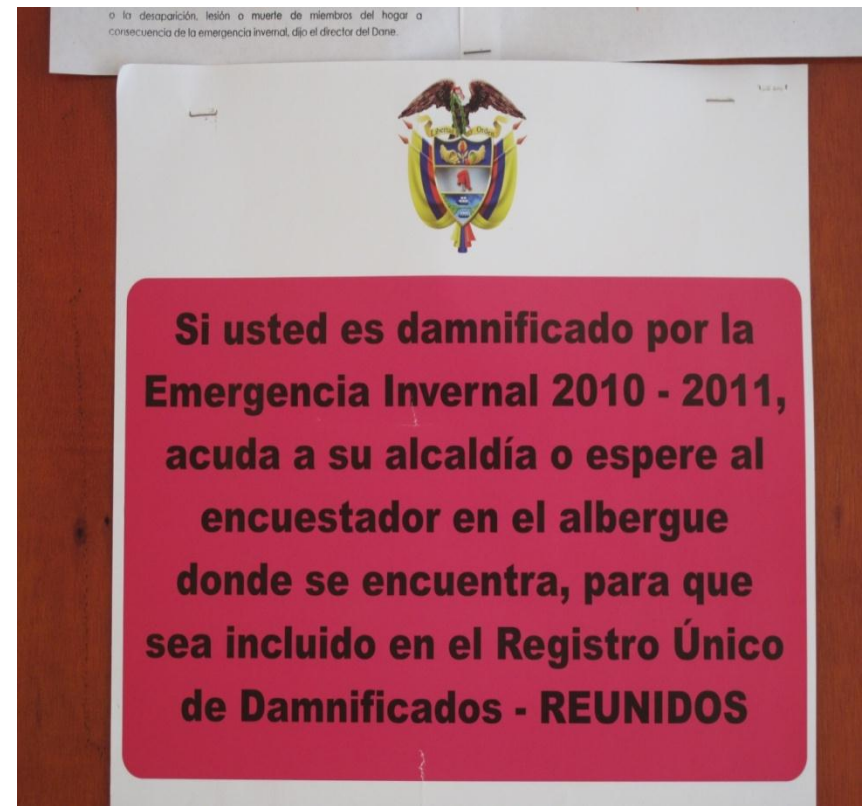 o la desaparición, lesión o muerte de miembros del hogar a
consecuencia de la emergencia invernal, dijo el director del Dane.
Libertad y Orden
Si usted es damnificado por la
Emergencia Invernal 2010 - 2011,
acuda a su alcaldía o espere al
encuestador en el albergue
donde se encuentra, para que
sea incluido en el Registro Único
de Damnificados - REUNIDOS